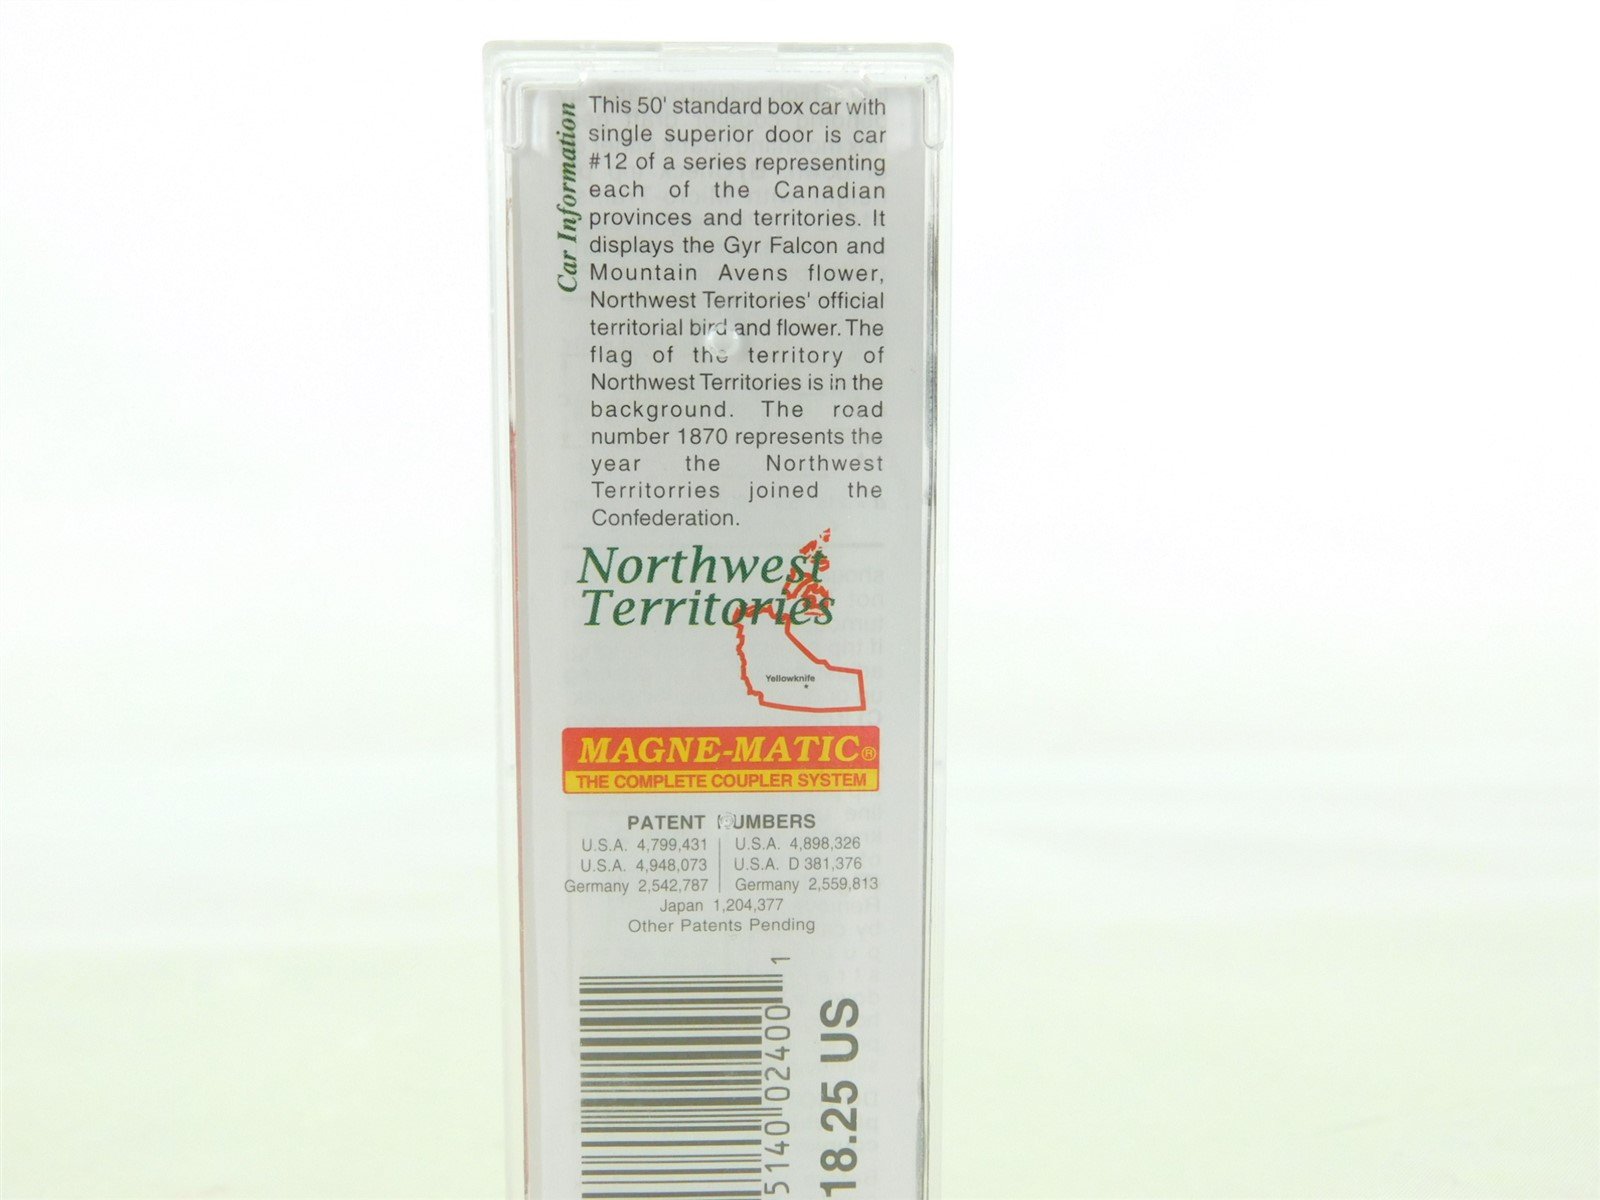 Car Information
This 50' standard box car with
single superior door is car
#12 of a series representing
each of the Canadian
provinces and territories. It
displays the Gyr Falcon and
Mountain Avens flower,
Northwest Territories' official
territorial bird and flower. The
flag of the territory of
Northwest Territories is in the
background. The road
number 1870 represents the
year the Northwest
Territorries joined the
Confederation.
Northwest
Territories
Yellowknife
MAGNE-MATIC®
THE COMPLETE COUPLER SYSTEM
PATENT NUMBERS
U.S.A. 4,799,431 U.S.A. 4,898,326
U.S.A. 4,948,073 U.S.A. D 381,376
Germany 2,542,787 Germany 2,559,813
Japan 1,204,377
Other Patents Pending
5140 02400 1
18.25 US